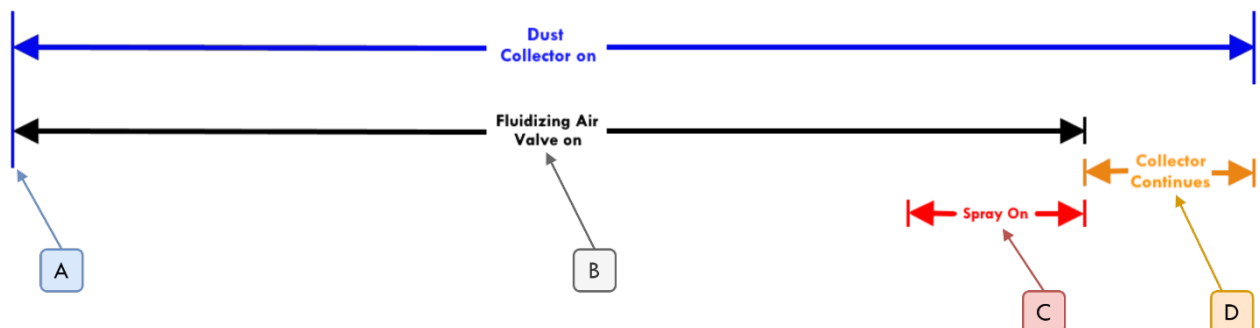 Dust
Collector on
Fluidizing Air
Valve on
Collector
Continues
Spray On
A
B
C
D